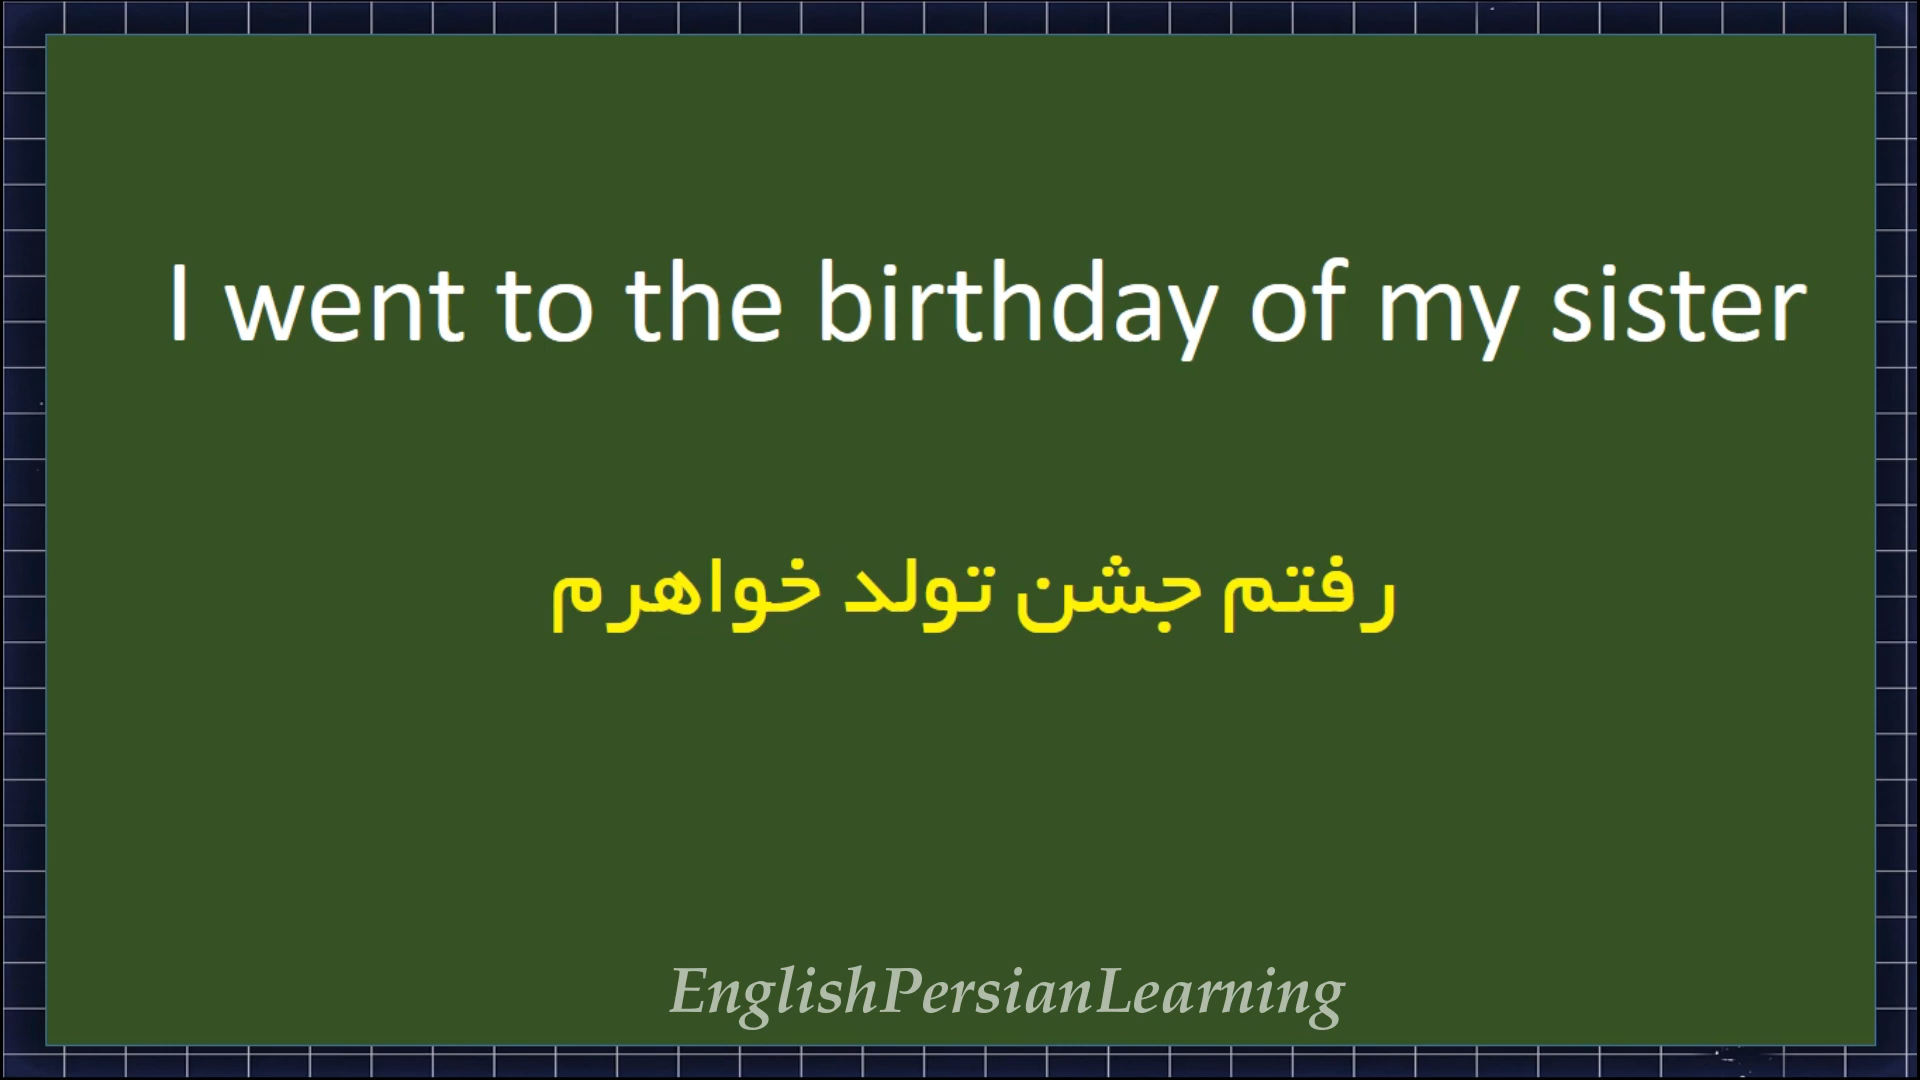 I went to the birthday of my sister
رفتم جشن تولد خواهرم
EnglishPersianLearning